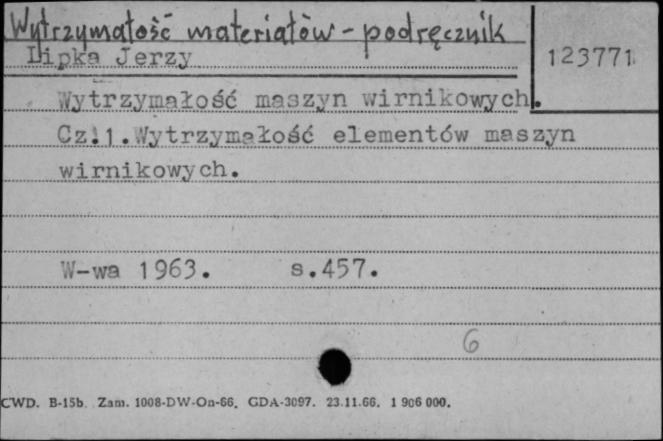 Wytrzymałość materiałów - podręcznik
Lipka Jerzy
123771
Wytrzymałość maszyn wirnikowych.
Cz.1.Wytrzymałość elementów maszyn
wirnikowych.
W-wa 1963. s.457.
6
CWD. B-15b. Zam. 1008-DW-On-66. GDA-3097. 23.11.66. 1 906 000.